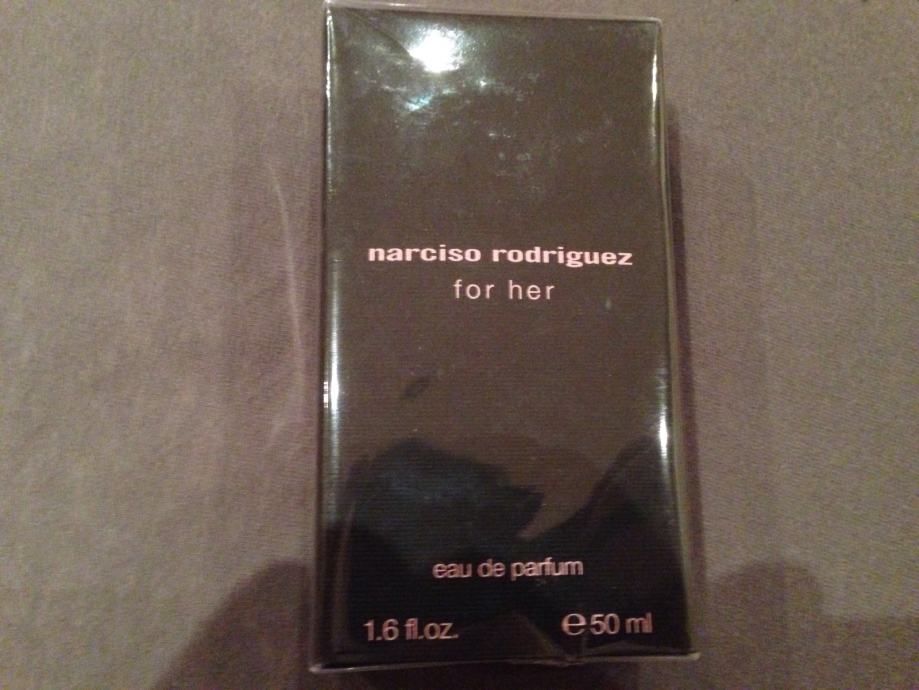 narciso rodriguez
for her
eau de parfum
1.6 fl.oz. ℮ 50 ml